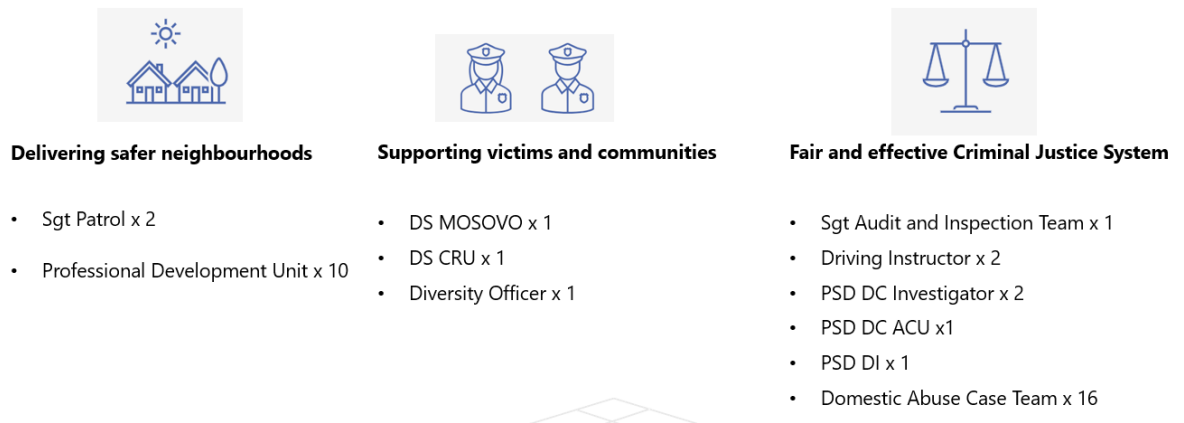 Delivering safer neighbourhoods
• Sgt Patrol x 2
• Professional Development Unit x 10
Supporting victims and communities
• DS MOSOVO x 1
• DS CRU x 1
• Diversity Officer x 1
Fair and effective Criminal Justice System
• Sgt Audit and Inspection Team x 1
• Driving Instructor x 2
• PSD DC Investigator x 2
• PSD DC ACU x1
• PSD DI x 1
• Domestic Abuse Case Team x 16